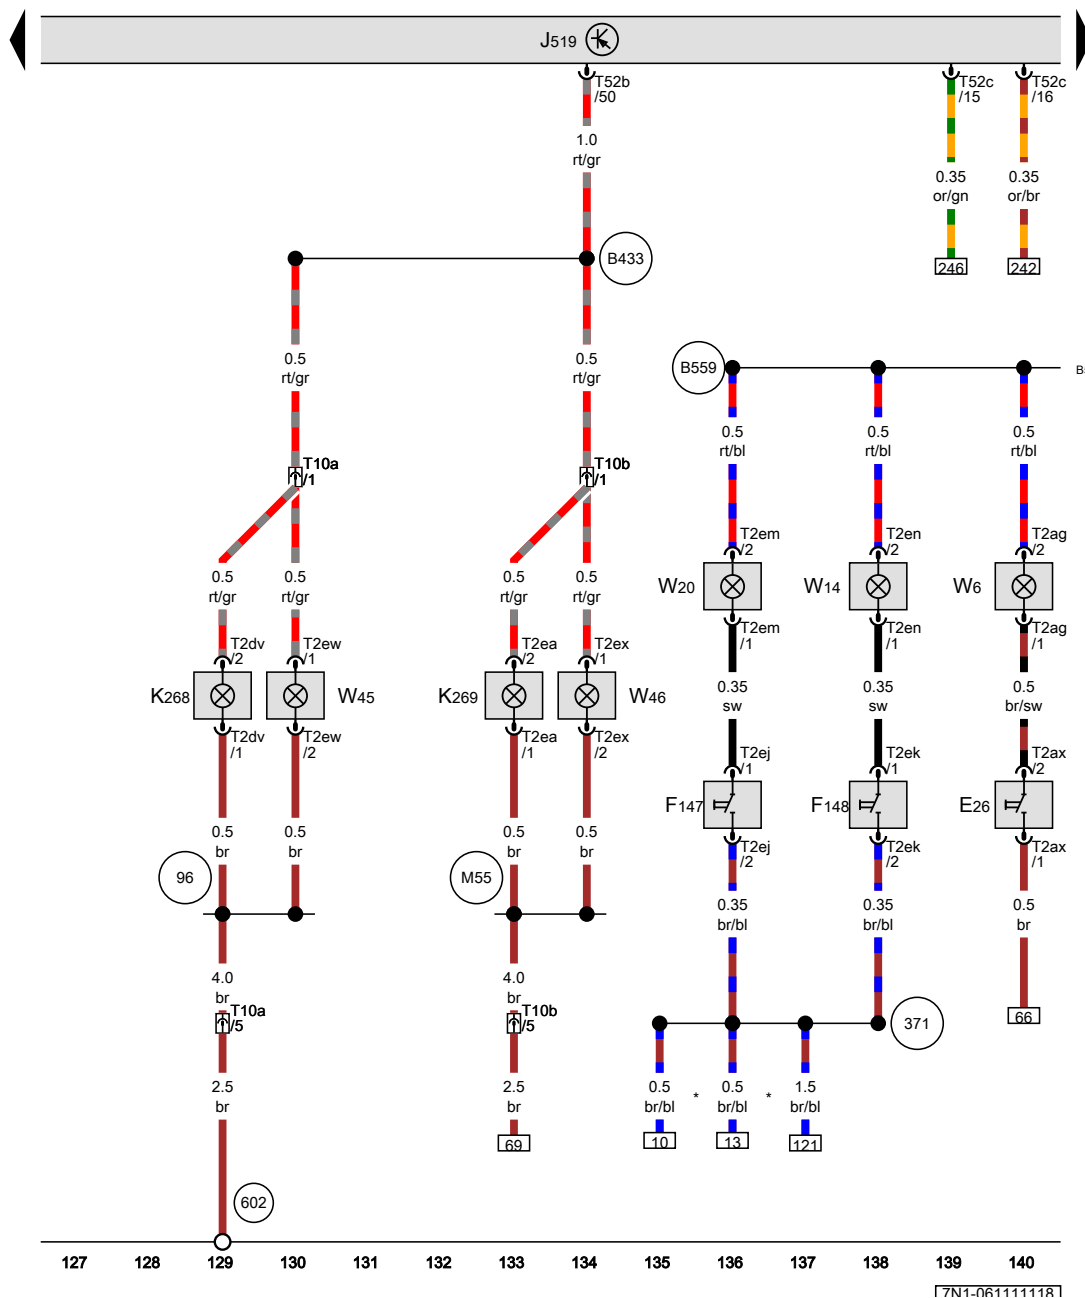 J519
T52b
/50
T52c
/15
T52c
/16
1.0
rt/gr
0.35
or/gn
0.35
or/br
B433
246
242
0.5
rt/gr
0.5
rt/gr
B559
0.5
rt/bl
0.5
rt/bl
0.5
rt/bl
T10a
/1
T10b
/1
T2em
/2
T2en
/2
T2ag
/2
0.5
rt/gr
0.5
rt/gr
0.5
rt/gr
0.5
rt/gr
W20
W14
W6
T2em
/1
T2en
/1
T2ag
/1
T2dv
/2
T2ew
/1
T2ea
/2
T2ex
/1
K268
W45
K269
W46
0.35
sw
0.35
sw
0.5
br/sw
T2dv
/1
T2ew
/2
T2ea
/1
T2ex
/2
T2ej
/1
T2ek
/1
T2ax
/2
F147
F148
E26
0.5
br
0.5
br
0.5
br
0.5
br
T2ej
/2
T2ek
/2
T2ax
/1
96
M55
0.35
br/bl
0.35
br/bl
0.5
br
4.0
br
4.0
br
T10a
/5
T10b
/5
371
66
2.5
br
2.5
br
0.5
br/bl
*
0.5
br/bl
*
1.5
br/bl
69
10
13
121
602
127 128 129 130 131 132 133 134 135 136 137 138 139 140
7N1-061111118